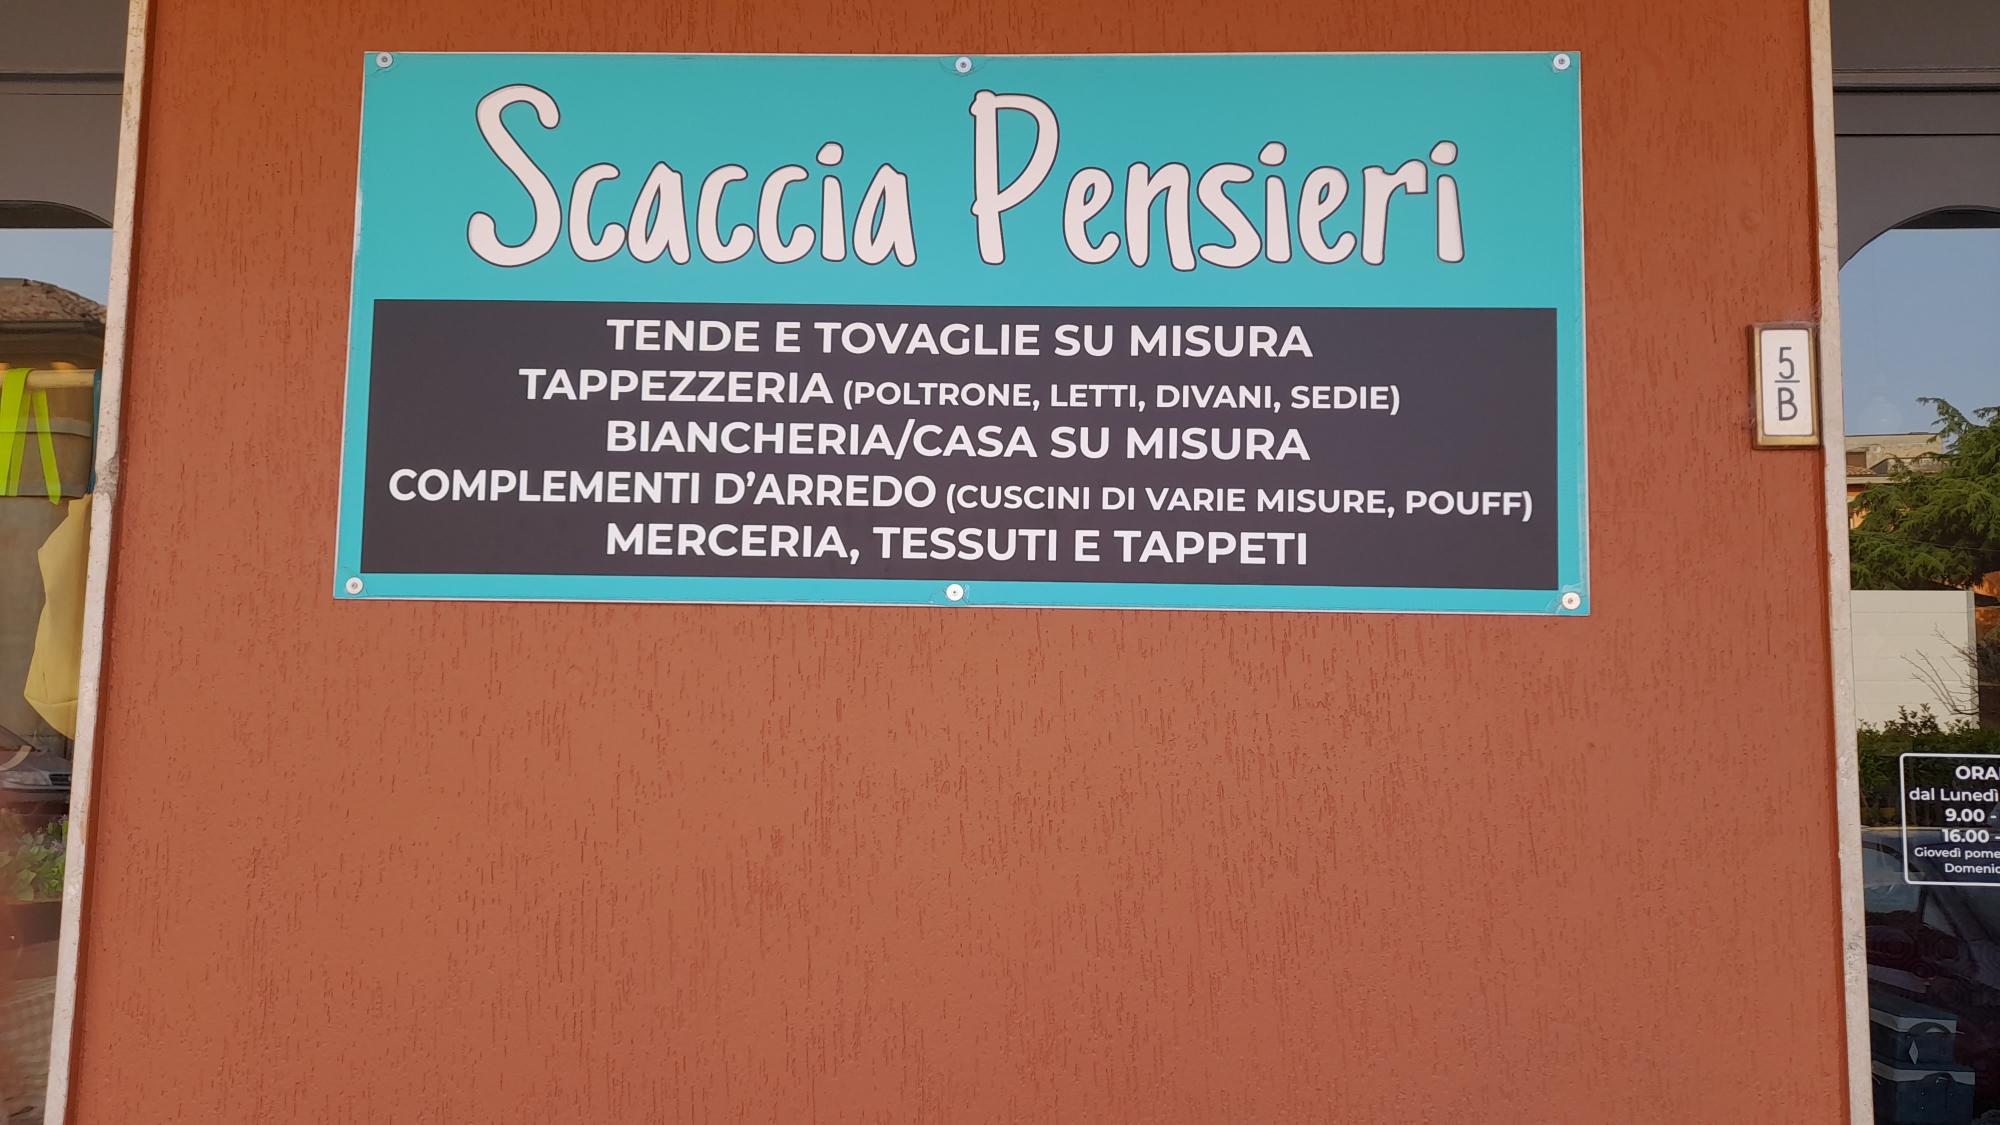 Scaccia Pensieri
TENDE E TOVAGLIE SU MISURA
TAPPEZZERIA (POLTRONE, LETTI, DIVANI, SEDIE)
BIANCHERIA/CASA SU MISURA
COMPLEMENTI D'ARREDO (CUSCINI DI VARIE MISURE, POUFF)
MERCERIA, TESSUTI E TAPPETI
5
B
dal Lunedì
9.00 -
16.00 -
Giovedì